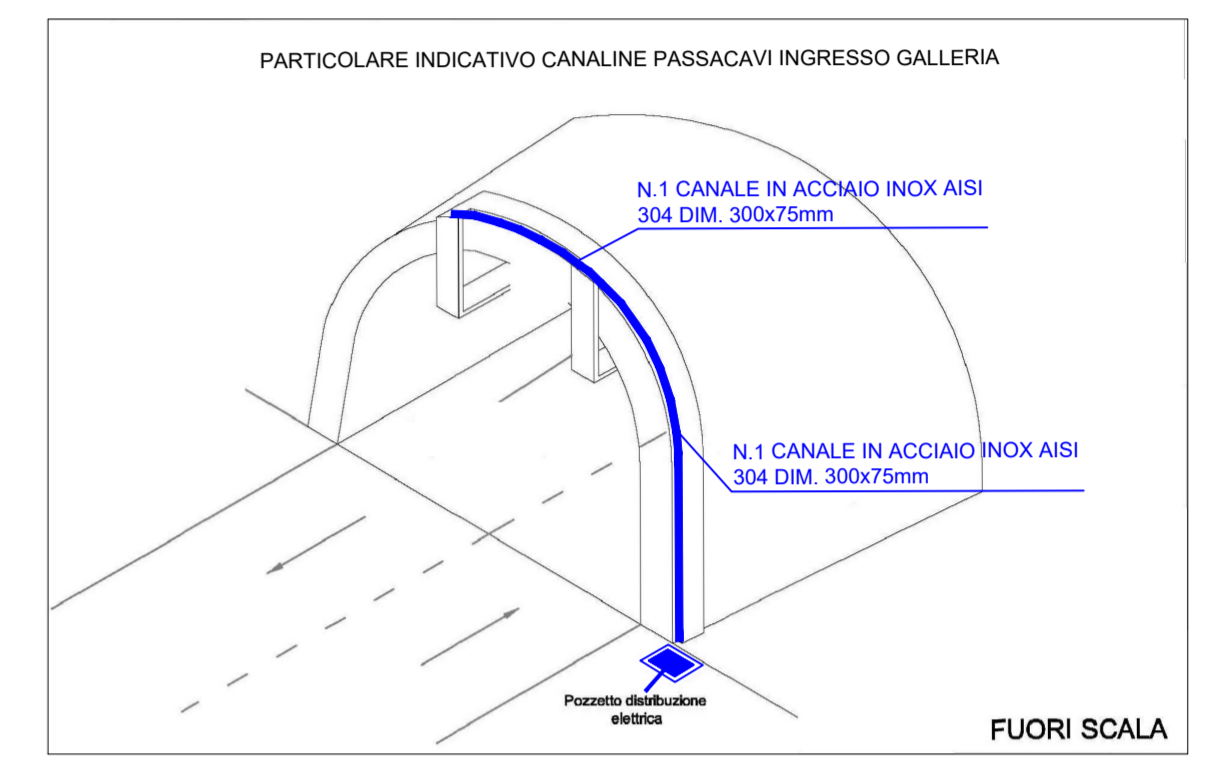 PARTICOLARE INDICATIVO CANALINE PASSACAVI INGRESSO GALLERIA
N.1 CANALE IN ACCIAIO INOX AISI
304 DIM. 300x75mm
N.1 CANALE IN ACCIAIO INOX AISI
304 DIM. 300x75mm
Pozzetto distribuzione
elettrica
FUORI SCALA